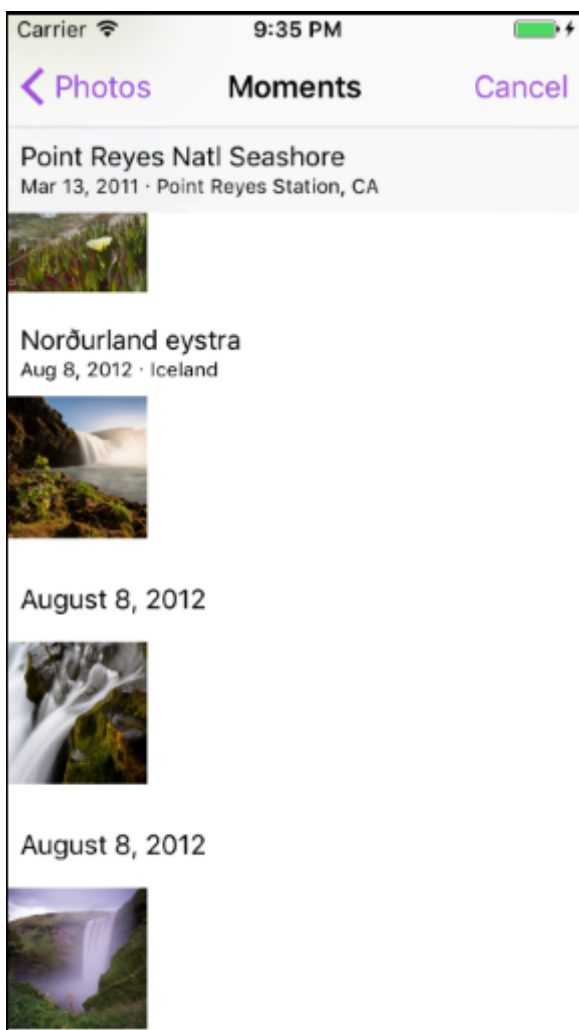 Carrier
9:35 PM
Photos
Moments
Cancel
Point Reyes Natl Seashore
Mar 13, 2011 · Point Reyes Station, CA
Norðurland eystra
Aug 8, 2012 · Iceland
August 8, 2012
August 8, 2012